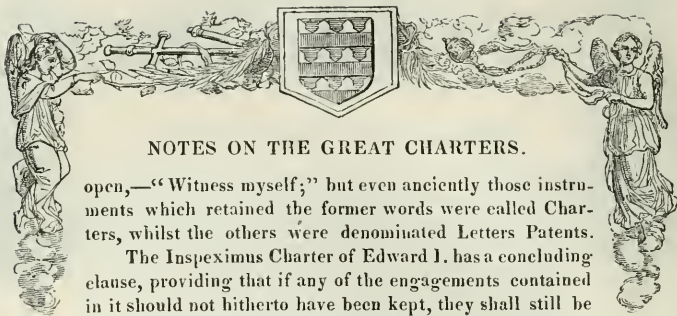 NOTES ON THE GREAT CHARTERS.
open,—“Witness myself;” but even anciently those instru-
ments which retained the former words were called Char-
ters, whilst the others were denominated Letters Patents.
The Inspeximus Charter of Edward I. has a concluding
clause, providing that if any of the engagements contained
in it should not hitherto have been kept, they shall still be